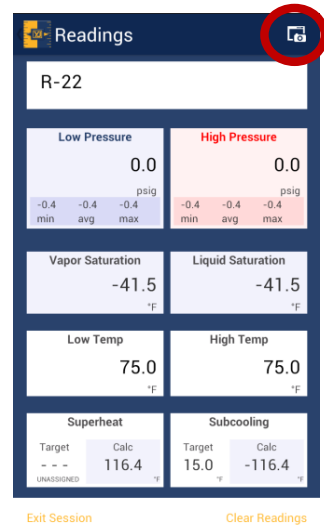 Readings
R-22
Low Pressure
0.0
psig
-0.4 -0.4 -0.4
min avg max
High Pressure
0.0
psig
-0.4 -0.4 -0.4
min avg max
Vapor Saturation
-41.5
°F
Liquid Saturation
-41.5
°F
Low Temp
75.0
°F
High Temp
75.0
°F
Superheat
Target Calc
- - - 116.4
UNASSIGNED °F
Subcooling
Target Calc
15.0 -116.4
°F °F
Exit Session Clear Readings